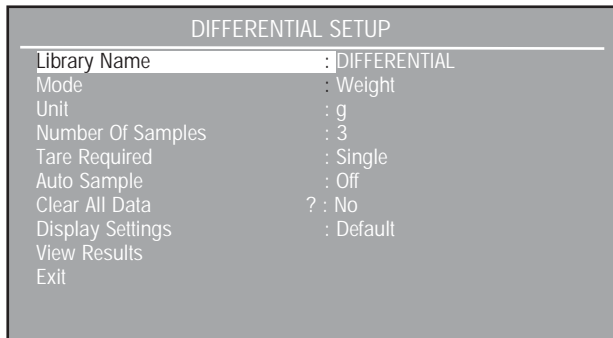 DIFFERENTIAL SETUP
Library Name : DIFFERENTIAL
Mode : Weight
Unit : g
Number Of Samples : 3
Tare Required : Single
Auto Sample : Off
Clear All Data ? : No
Display Settings : Default
View Results
Exit